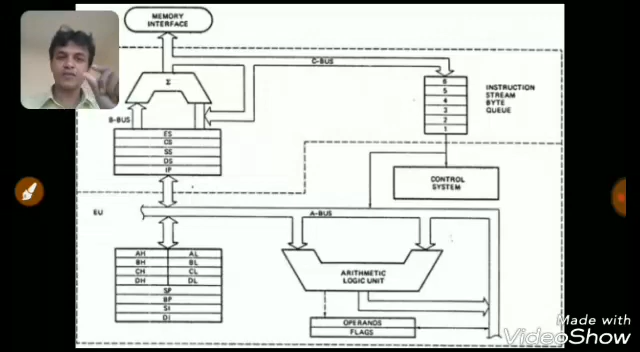 MEMORY
INTERFACE
C-BUS
6
5
4
3
2
1
INSTRUCTION
STREAM
BYTE
QUEUE
Σ
B-BUS
ES
CS
SS
DS
IP
CONTROL
SYSTEM
EU
A-BUS
AH AL
BH BL
CH CL
DH DL
SP
BP
SI
DI
ARITHMETIC
LOGIC UNIT
OPERANDS
FLAGS
Made with
VideoShow